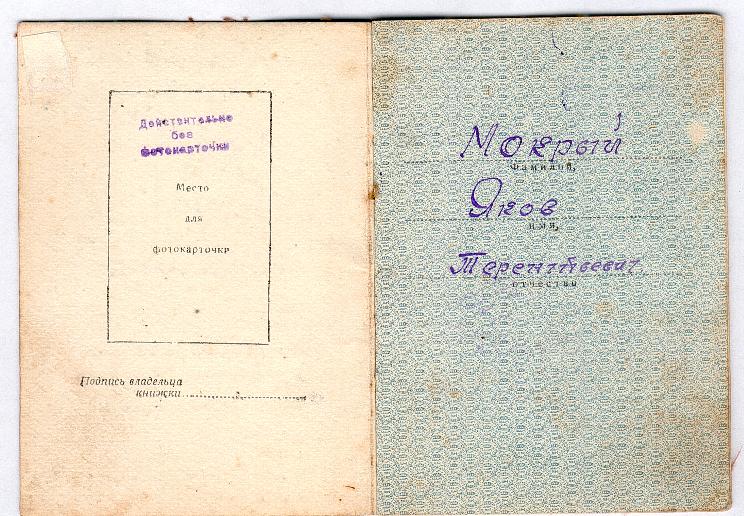 Действительно
без
фотокарточки
Место
для
фотокарточки
Подпись владельца
книжки
Мокрый
Фамилия,
Яков
имя,
Терентьевич
отчество